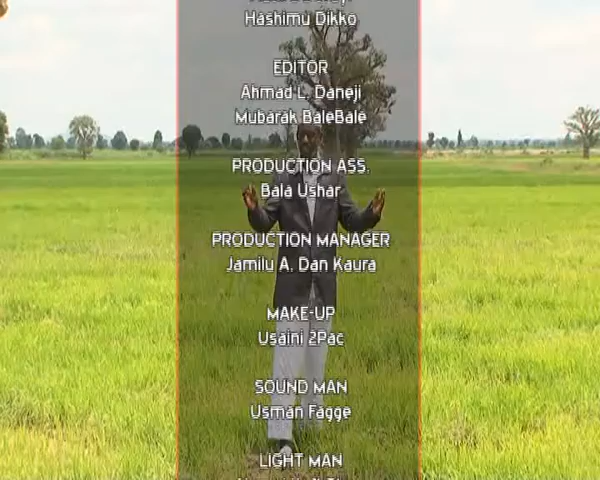 Hashimu Dikko
EDITOR
Ahmad L. Daneji
Mubarak BaleBale
PRODUCTION ASS.
Bala Ushar
PRODUCTION MANAGER
Jamilu A. Dan Kaura
MAKE-UP
Usaini 2Pac
SOUND MAN
Usman Fagge
LIGHT MAN